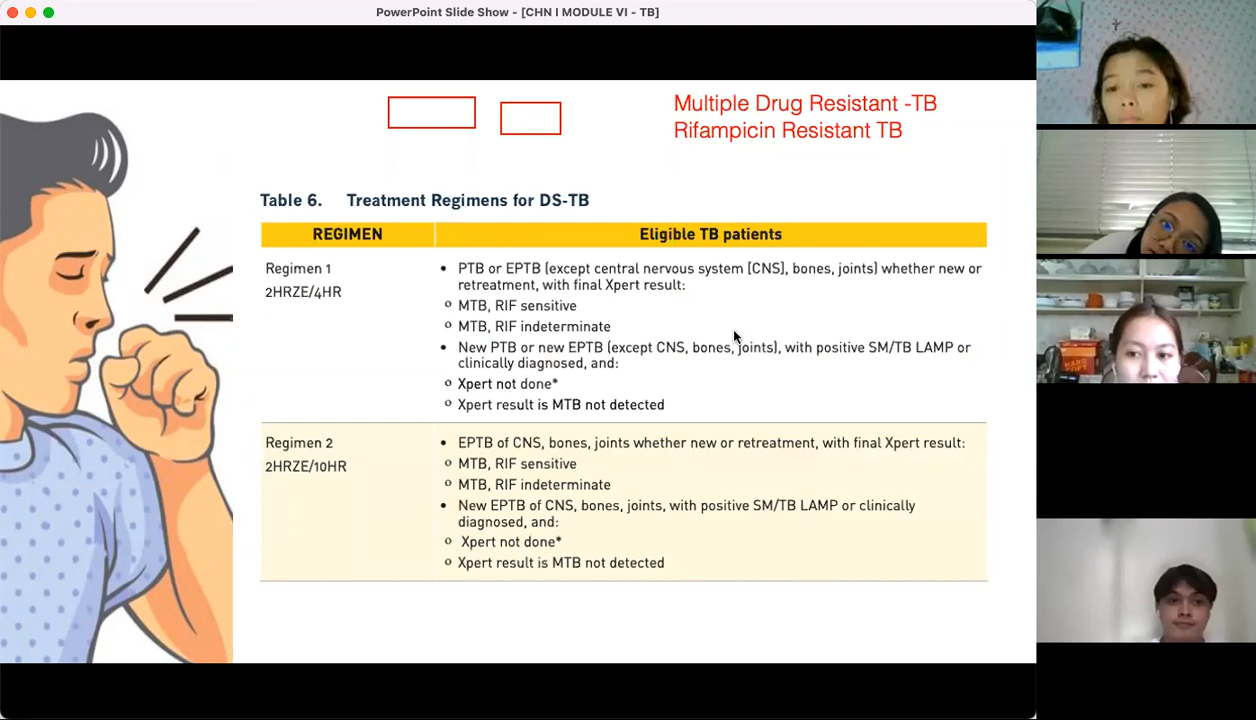 PowerPoint Slide Show - [CHN I MODULE VI - TB]
Multiple Drug Resistant -TB
Rifampicin Resistant TB
Table 6. Treatment Regimens for DS-TB
REGIMEN Eligible TB patients
Regimen 1
2HRZE/4HR
• PTB or EPTB (except central nervous system [CNS], bones, joints) whether new or
retreatment, with final Xpert result:
o MTB, RIF sensitive
o MTB, RIF indeterminate
• New PTB or new EPTB (except CNS, bones, joints), with positive SM/TB LAMP or
clinically diagnosed, and:
o Xpert not done*
o Xpert result is MTB not detected
Regimen 2
2HRZE/10HR
• EPTB of CNS, bones, joints whether new or retreatment, with final Xpert result:
o MTB, RIF sensitive
o MTB, RIF indeterminate
• New EPTB of CNS, bones, joints, with positive SM/TB LAMP or clinically
diagnosed, and:
o Xpert not done*
o Xpert result is MTB not detected